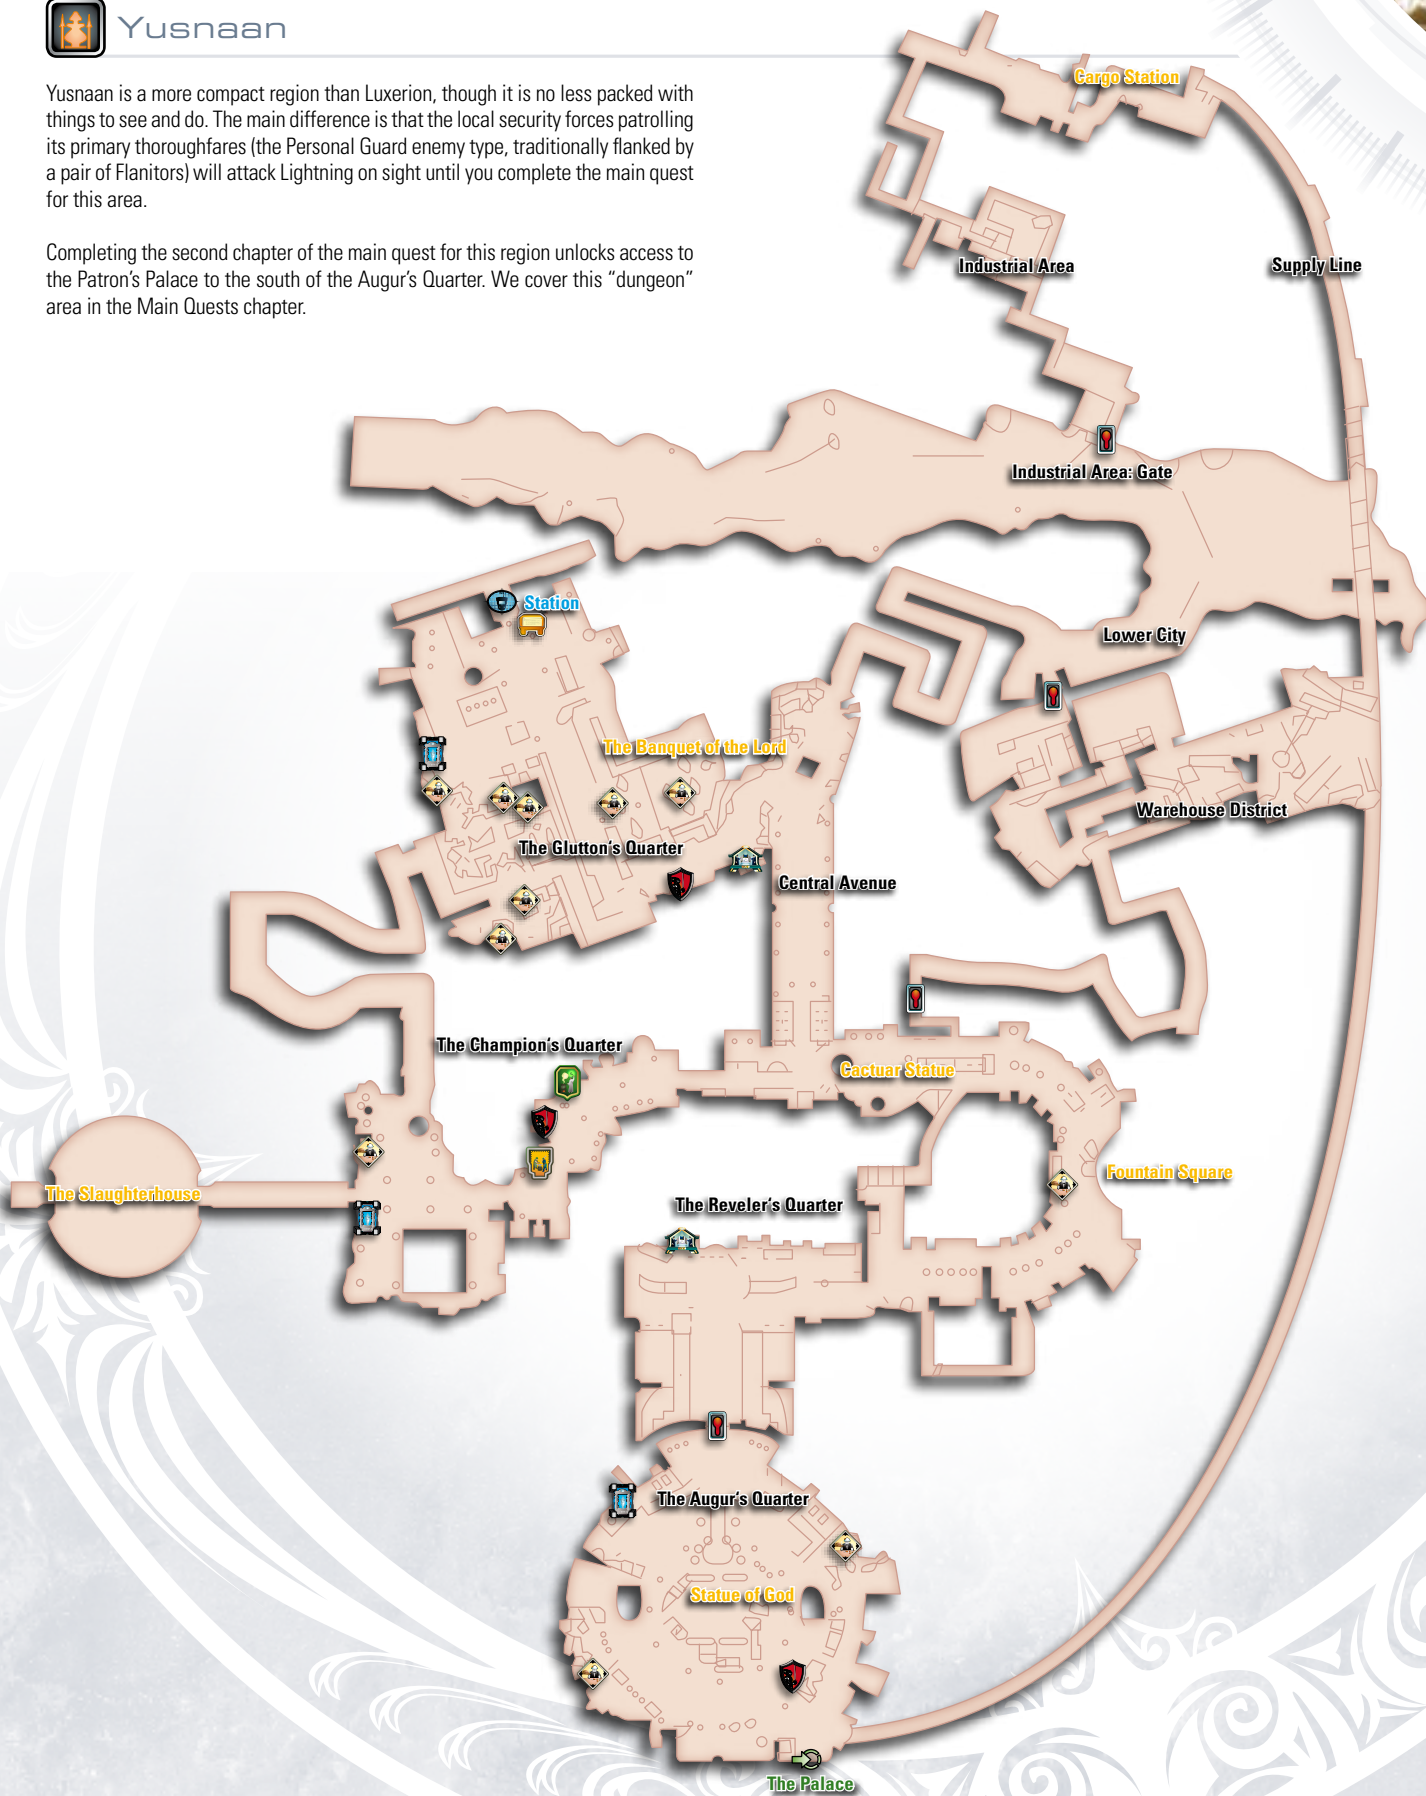 Yusnaan
Yusnaan is a more compact region than Luxerion, though it is no less packed with
things to see and do. The main difference is that the local security forces patrolling
its primary thoroughfares (the Personal Guard enemy type, traditionally flanked by
a pair of Flanitors) will attack Lightning on sight until you complete the main quest
for this area.
Completing the second chapter of the main quest for this region unlocks access to
the Patron's Palace to the south of the Augur's Quarter. We cover this “dungeon”
area in the Main Quests chapter.
Cargo Station
Industrial Area
Supply Line
Industrial Area: Gate
Station
Lower City
The Banquet of the Lord
Warehouse District
The Glutton's Quarter
Central Avenue
The Champion's Quarter
Cactuar Statue
Fountain Square
The Slaughterhouse
The Reveler's Quarter
The Augur's Quarter
Statue of God
The Palace